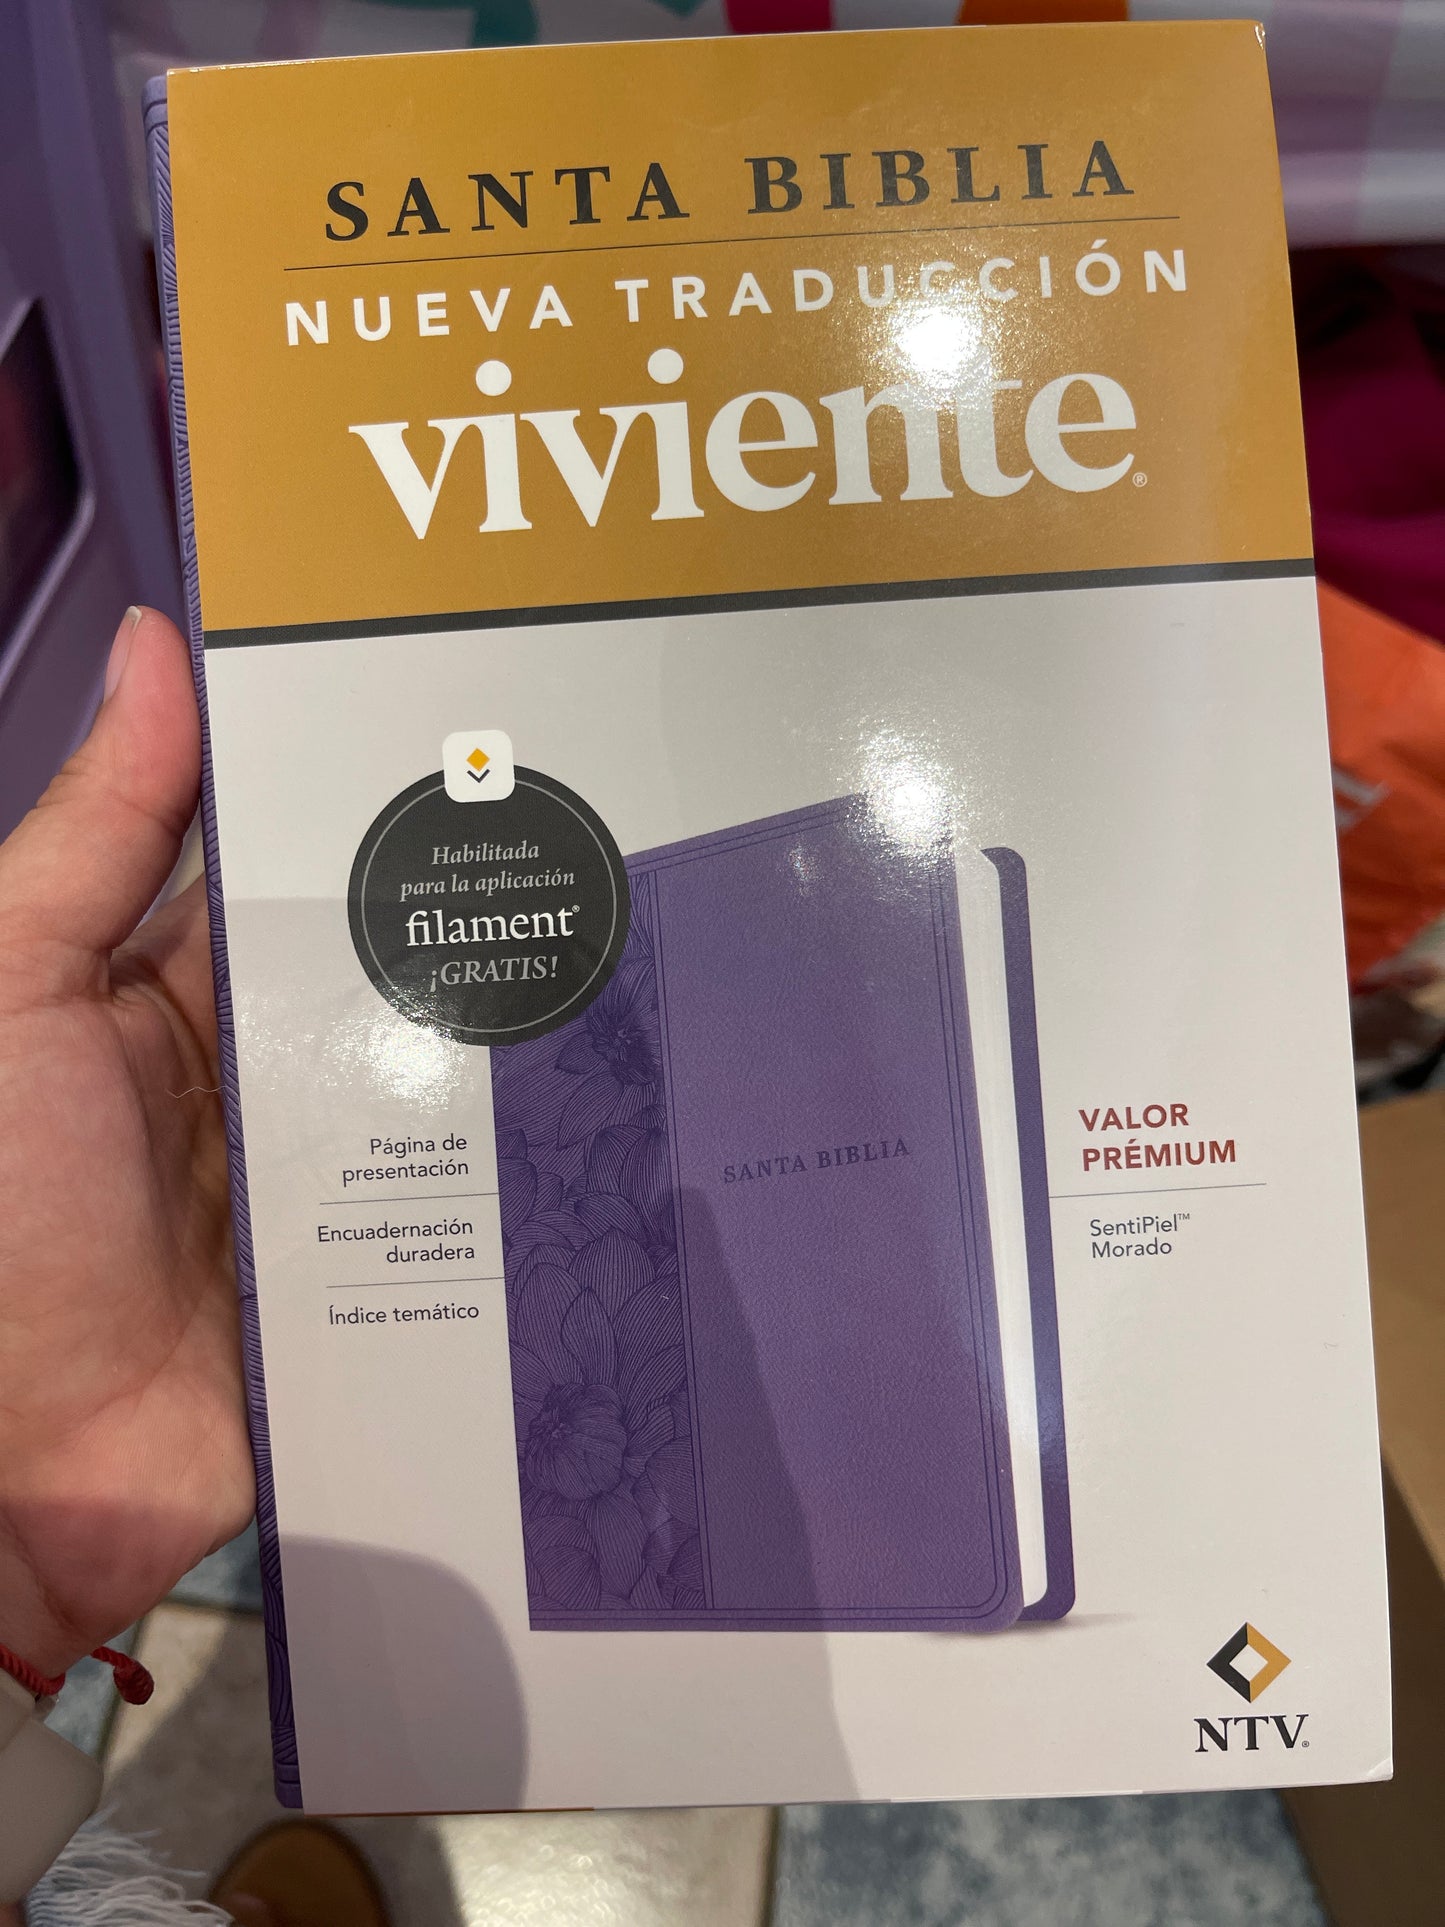 SANTA BIBLIA
NUEVA TRADUCCIÓN
viviente®
Habilitada
para la aplicación
filament®
¡GRATIS!
Página de
presentación
Encuadernación
duradera
Índice temático
SANTA BIBLIA
VALOR
PRÉMIUM
SentiPiel™
Morado
NTV®